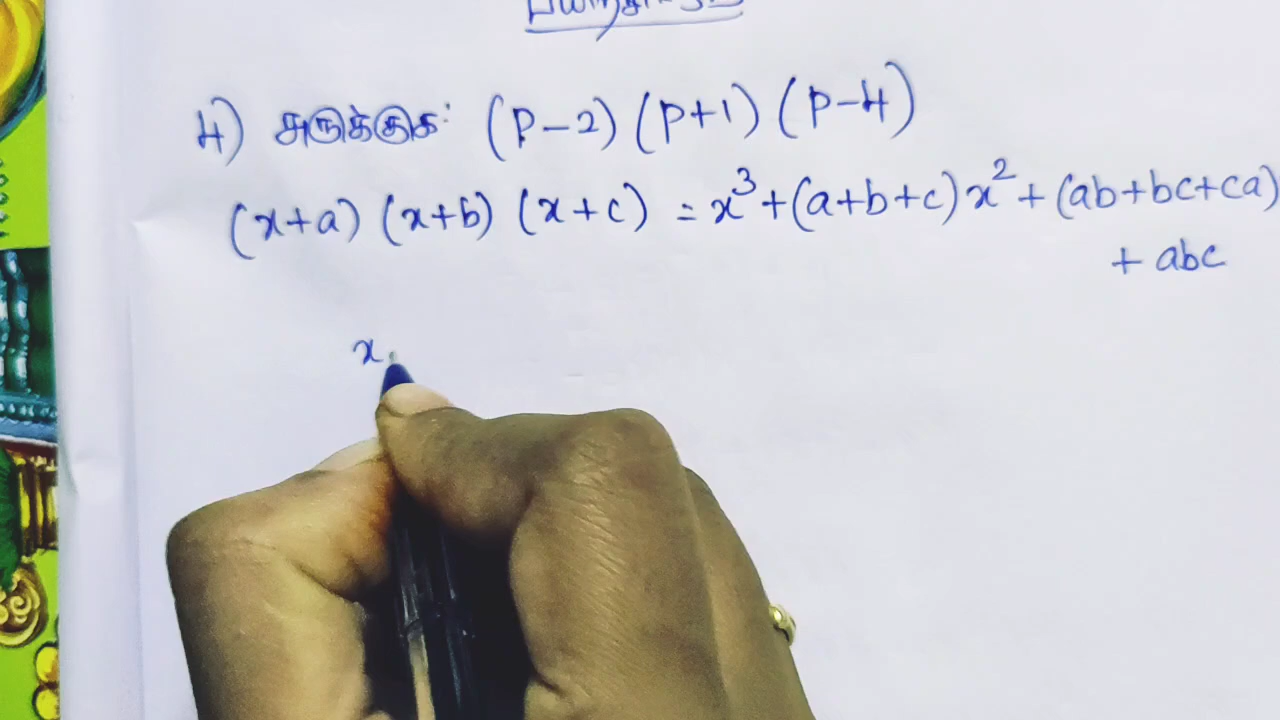 4) சுருக்குக: (p-2) (p+1) (p-4)
(x+a) (x+b) (x+c) = x³+(a+b+c)x²+(ab+bc+ca)
+ abc
x